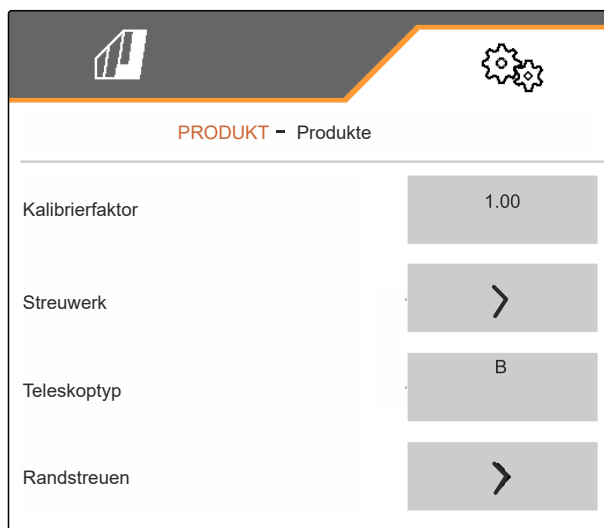 PRODUKT - Produkte
Kalibrierfaktor 1.00
Streuwerk
Teleskoptyp B
Randstreuen